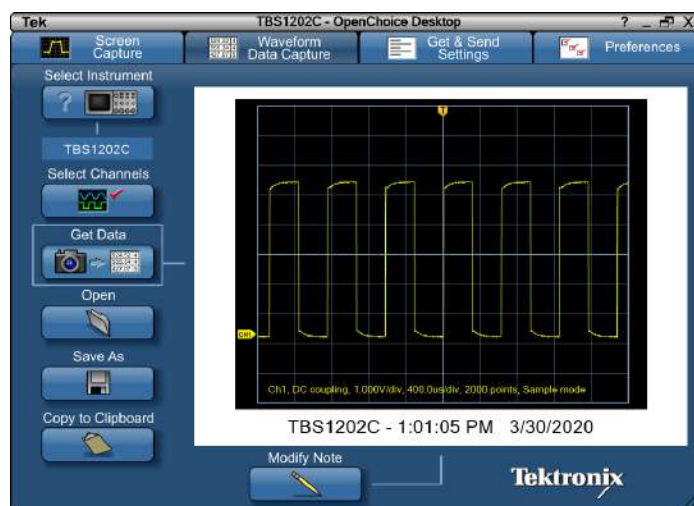 Tek
TBS1202C - OpenChoice Desktop
? _ X
Screen Capture
Waveform Data Capture
Get & Send Settings
Preferences
Select Instrument
?
TBS1202C
Select Channels
Get Data
Open
Save As
Copy to Clipboard
T
CH1
Ch1, DC coupling, 1.000V/div, 400.0us/div, 2000 points, Sample mode
TBS1202C - 1:01:05 PM 3/30/2020
Modify Note
Tektronix